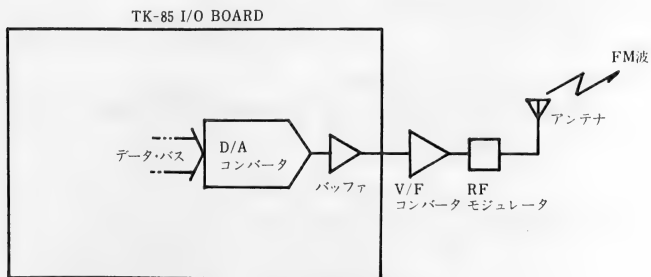 TK-85 I/O BOARD
FM波
アンテナ
データ・バス
D/A
コンバータ
バッファ
V/F
コンバータ
RF
モジュレータ